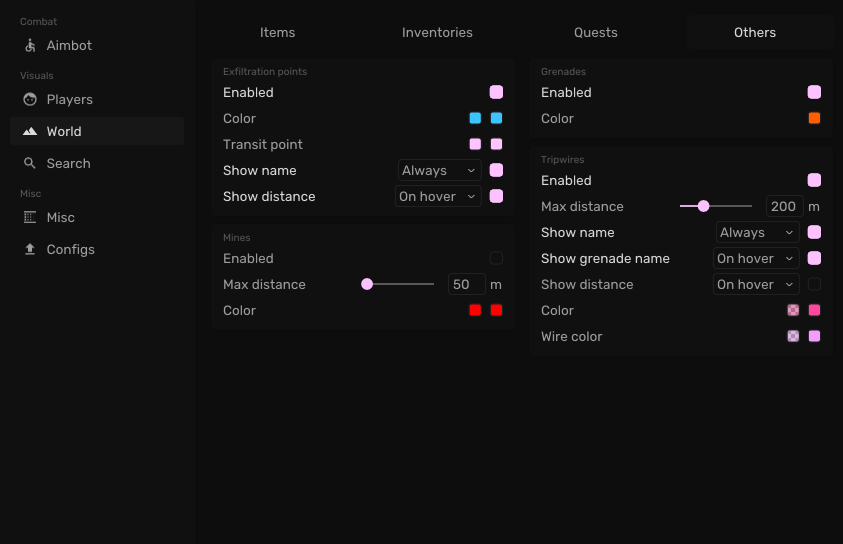 Combat
Aimbot
Visuals
Players
World
Search
Misc
Misc
Configs
Items Inventories Quests Others
Exfiltration points
Enabled
Color
Transit point
Show name Always
Show distance On hover
Mines
Enabled
Max distance 50 m
Color
Grenades
Enabled
Color
Tripwires
Enabled
Max distance 200 m
Show name Always
Show grenade name On hover
Show distance On hover
Color
Wire color